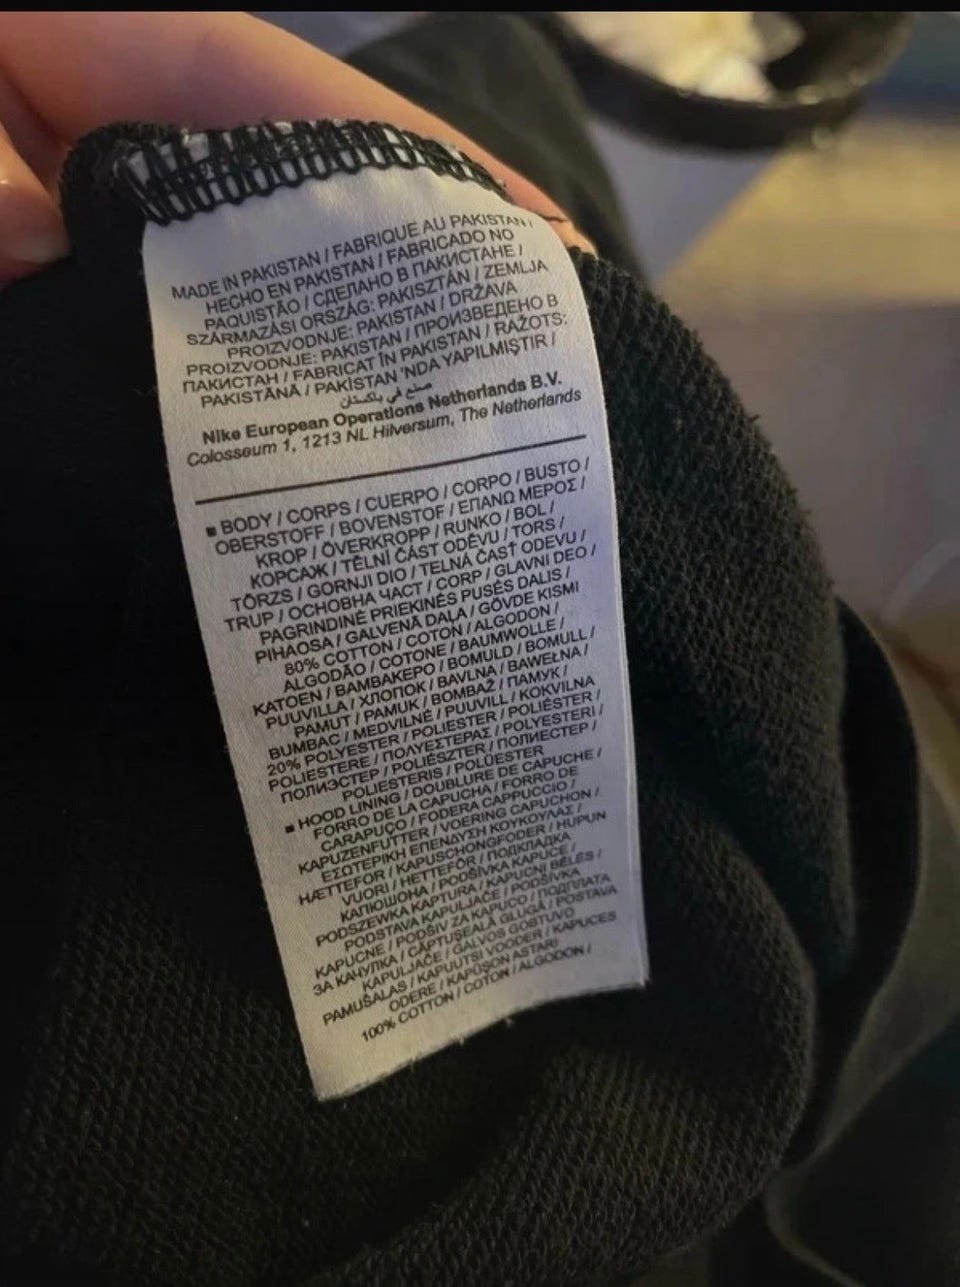 MADE IN PAKISTAN / FABRIQUE AU PAKISTAN /
HECHO EN PAKISTAN / FABRICADO NO
PAQUISTÃO / СДЕЛАНО В ПАКИСТАНЕ /
SZÁRMAZÁSI ORSZÁG: PAKISZTÁN / ZEMLJA
PROIZVODNJE: PAKISTAN / DRŽAVA
PROIZVODNJE: PAKISTAN / ПРОИЗВЕДЕНО В
ПАКИСТАН / FABRICAT ÎN PAKISTAN / RAŽOTS:
PAKISTĀNĀ / PAKİSTAN 'NDA YAPILMIŞTIR /
صنع في باكستان
Nike European Operations Netherlands B.V.
Colosseum 1, 1213 NL Hilversum, The Netherlands
■ BODY / CORPS / CUERPO / CORPO / BUSTO /
OBERSTOFF / BOVENSTOF / ΕΠΑΝΩ ΜΕΡΟΣ /
KROP / ÖVERKROPP / RUNKO / BOL /
КОРСАЖ / TĚLNÍ ČÁST ODĚVU / TORS /
TÖRZS / GORNJI DIO / TELNÁ ČASŤ ODEVU /
TRUP / ОСНОВНА ЧАСТ / CORP / GLAVNI DEO /
PAGRINDINĖ PRIEKINĖS PUSĖS DALIS /
PIHAOSA / GALVENĀ DAĻA / GÖVDE KISMI
80% COTTON / COTON / ALGODON /
ALGODÃO / COTONE / BAUMWOLLE /
KATOEN / ΒΑΜΒΑΚΕΡΟ / BOMULD / BOMULL /
PUUVILLA / ХЛОПОК / BAVLNA / BAWEŁNA /
PAMUT / PAMUK / BOMBAŽ / ПАМУК /
BUMBAC / MEDVILNĖ / PUUVILL / KOKVILNA
20% POLYESTER / POLIESTER / POLIÉSTER /
POLIESTERE / ΠΟΛΥΕΣΤΕΡΑΣ / POLYESTERI /
ПОЛИЭСТЕР / POLIÉSZTER / ПОЛИЕСТЕР /
POLIESTERIS / POLÜESTER
■ HOOD LINING / DOUBLURE DE CAPUCHE /
FORRO DE LA CAPUCHA / FORRO DE
CARAPUÇO / FODERA CAPPUCCIO /
KAPUZENFUTTER / VOERING CAPUCHON /
ΕΣΩΤΕΡΙΚΗ ΕΠΕΝΔΥΣΗ ΚΟΥΚΟΥΛΑΣ /
HÆTTEFOR / KAPUSCHONGFODER / HUPUN
VUORI / HETTEFÔR / ПОДКЛАДКА
КАПЮШОНА / PODŠÍVKA KAPUCE /
PODSZEWKA KAPTURA / KAPUCNI BÉLÉS /
PODSTAVA KAPULJAČE / PODŠÍVKA
KAPUCNE / PODŠIV ZA KAPUCO / ПОДПЛАТА
ЗА КАЧУЛКА / CĂPTUȘEALĂ GLUGĂ / POSTAVA
KAPULJAČE / GALVOS GOBTUVO
PAMUŠALAS / KAPUUTSI VOODER / KAPUCES
ODERE / KAPÜŞON ASTARI
100% COTTON / COTON / ALGODON /